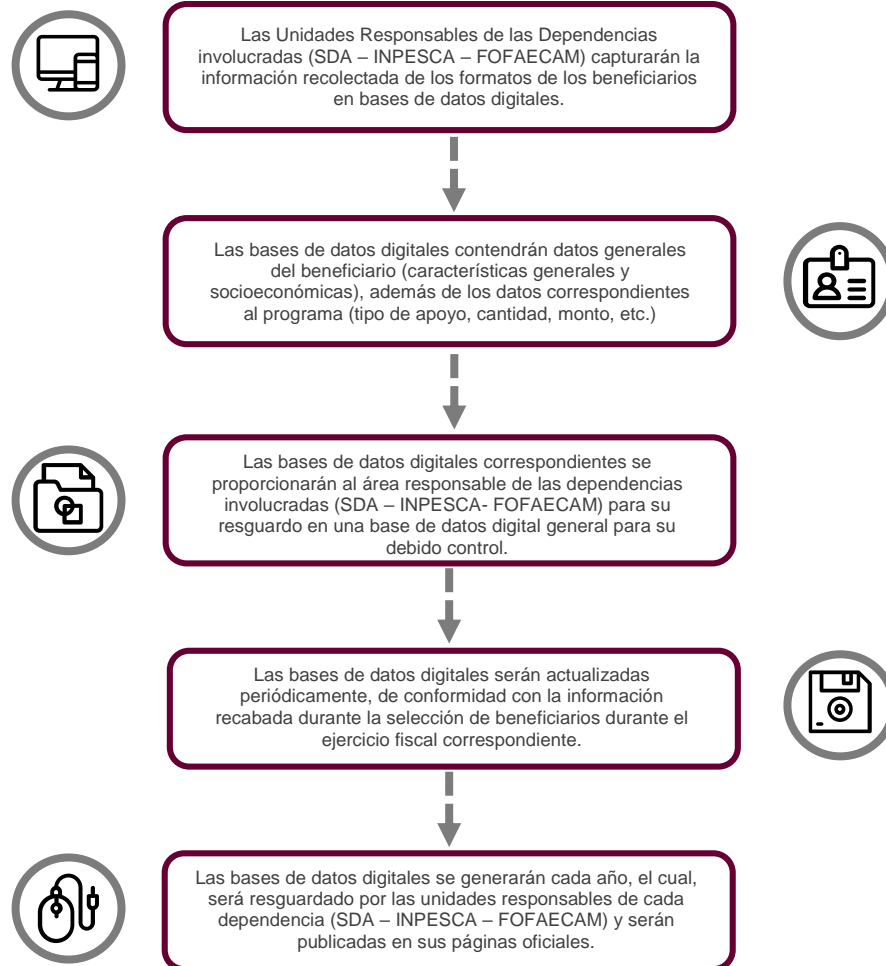 Las Unidades Responsables de las Dependencias
involucradas (SDA – INPESCA – FOFAECAM) capturarán la
información recolectada de los formatos de los beneficiarios
en bases de datos digitales.
Las bases de datos digitales contendrán datos generales
del beneficiario (características generales y
socioeconómicas), además de los datos correspondientes
al programa (tipo de apoyo, cantidad, monto, etc.)
Las bases de datos digitales correspondientes se
proporcionarán al área responsable de las dependencias
involucradas (SDA – INPESCA- FOFAECAM) para su
resguardo en una base de datos digital general para su
debido control.
Las bases de datos digitales serán actualizadas
periódicamente, de conformidad con la información
recabada durante la selección de beneficiarios durante el
ejercicio fiscal correspondiente.
Las bases de datos digitales se generarán cada año, el cual,
será resguardado por las unidades responsables de cada
dependencia (SDA – INPESCA – FOFAECAM) y serán
publicadas en sus páginas oficiales.